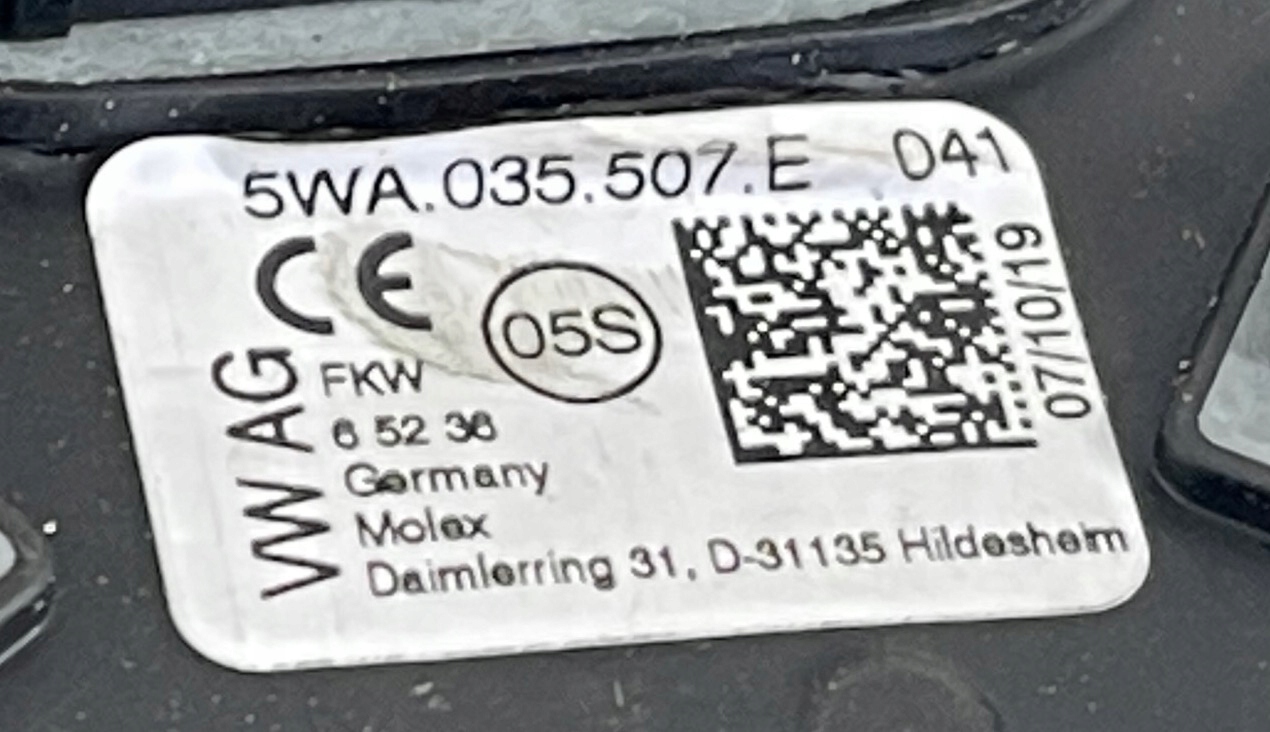 5WA.035.507.E 041
CE
05S
07/10/19
VW AG
FKW
6 52 36
Germany
Molex
Daimlerring 31, D-31135 Hildesheim